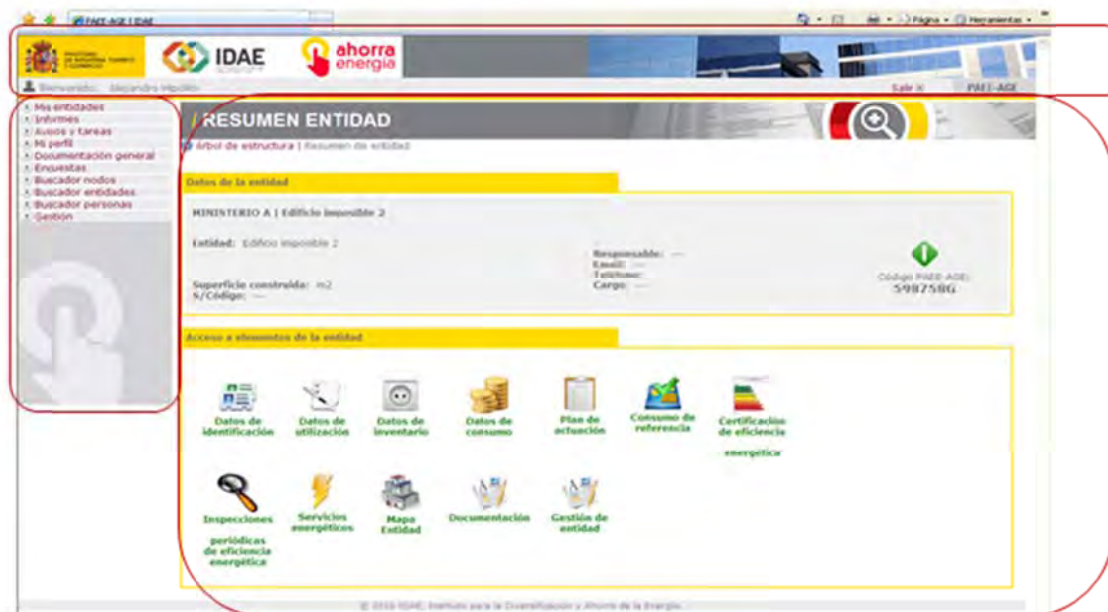 PAEE-AGE | IDAE
Página
Herramientas
IDAE
ahorra
energía
Bienvenido: Alejandro Hipólito
Salir
PAEE-AGE
Mis entidades
Informes
Avisos y tareas
Mi perfil
Documentación general
Encuestas
Buscador nodos
Buscador entidades
Buscador personas
Gestión
/ RESUMEN ENTIDAD
Árbol de estructura | Resumen de entidad
Datos de la entidad
MINISTERIO A | Edificio imposible 2
Entidad: Edificio imposible 2
Responsable: ---
Email: ---
Teléfono:
Cargo: ---
Superficie construida: m2
S/Código: ---
Código PAEE-AGE:
598758G
Acceso a elementos de la entidad
Datos de identificación
Datos de utilización
Datos de inventario
Datos de consumo
Plan de actuación
Consumo de referencia
Certificación de eficiencia energética
Inspecciones periódicas de eficiencia energética
Servicios energéticos
Mapa Entidad
Documentación
Gestión de entidad
IDAE, Instituto para la Diversificación y Ahorro de la Energía